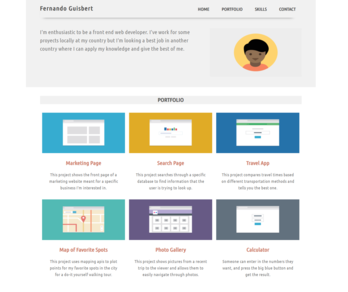 Fernando Guisbert
HOME PORTFOLIO SKILLS CONTACT
I'm enthusiastic to be a front end web developer. I've work for some
proyects locally at my country but I'm looking a best job in another
country where I can apply my knowledge and give the best of me.
PORTFOLIO
Marketing Page
This project shows the front page of a
marketing website meant for a specific
business I'm interested in.
Search Page
This project searches through a specific
database to find information that the
user is trying to look up.
Travel App
This project compares travel times based
on different transportation methods and
tells you the best one.
Map of Favorite Spots
This project uses mapping apis to plot
points for my favorite spots in the city
for a do-it-yourself walking tour.
Photo Gallery
This project shows pictures from a recent
trip to the viewer and allows them to
easily navigate through photos.
Calculator
Someone can enter in the numbers they
want, and press the big blue button and
get the result.